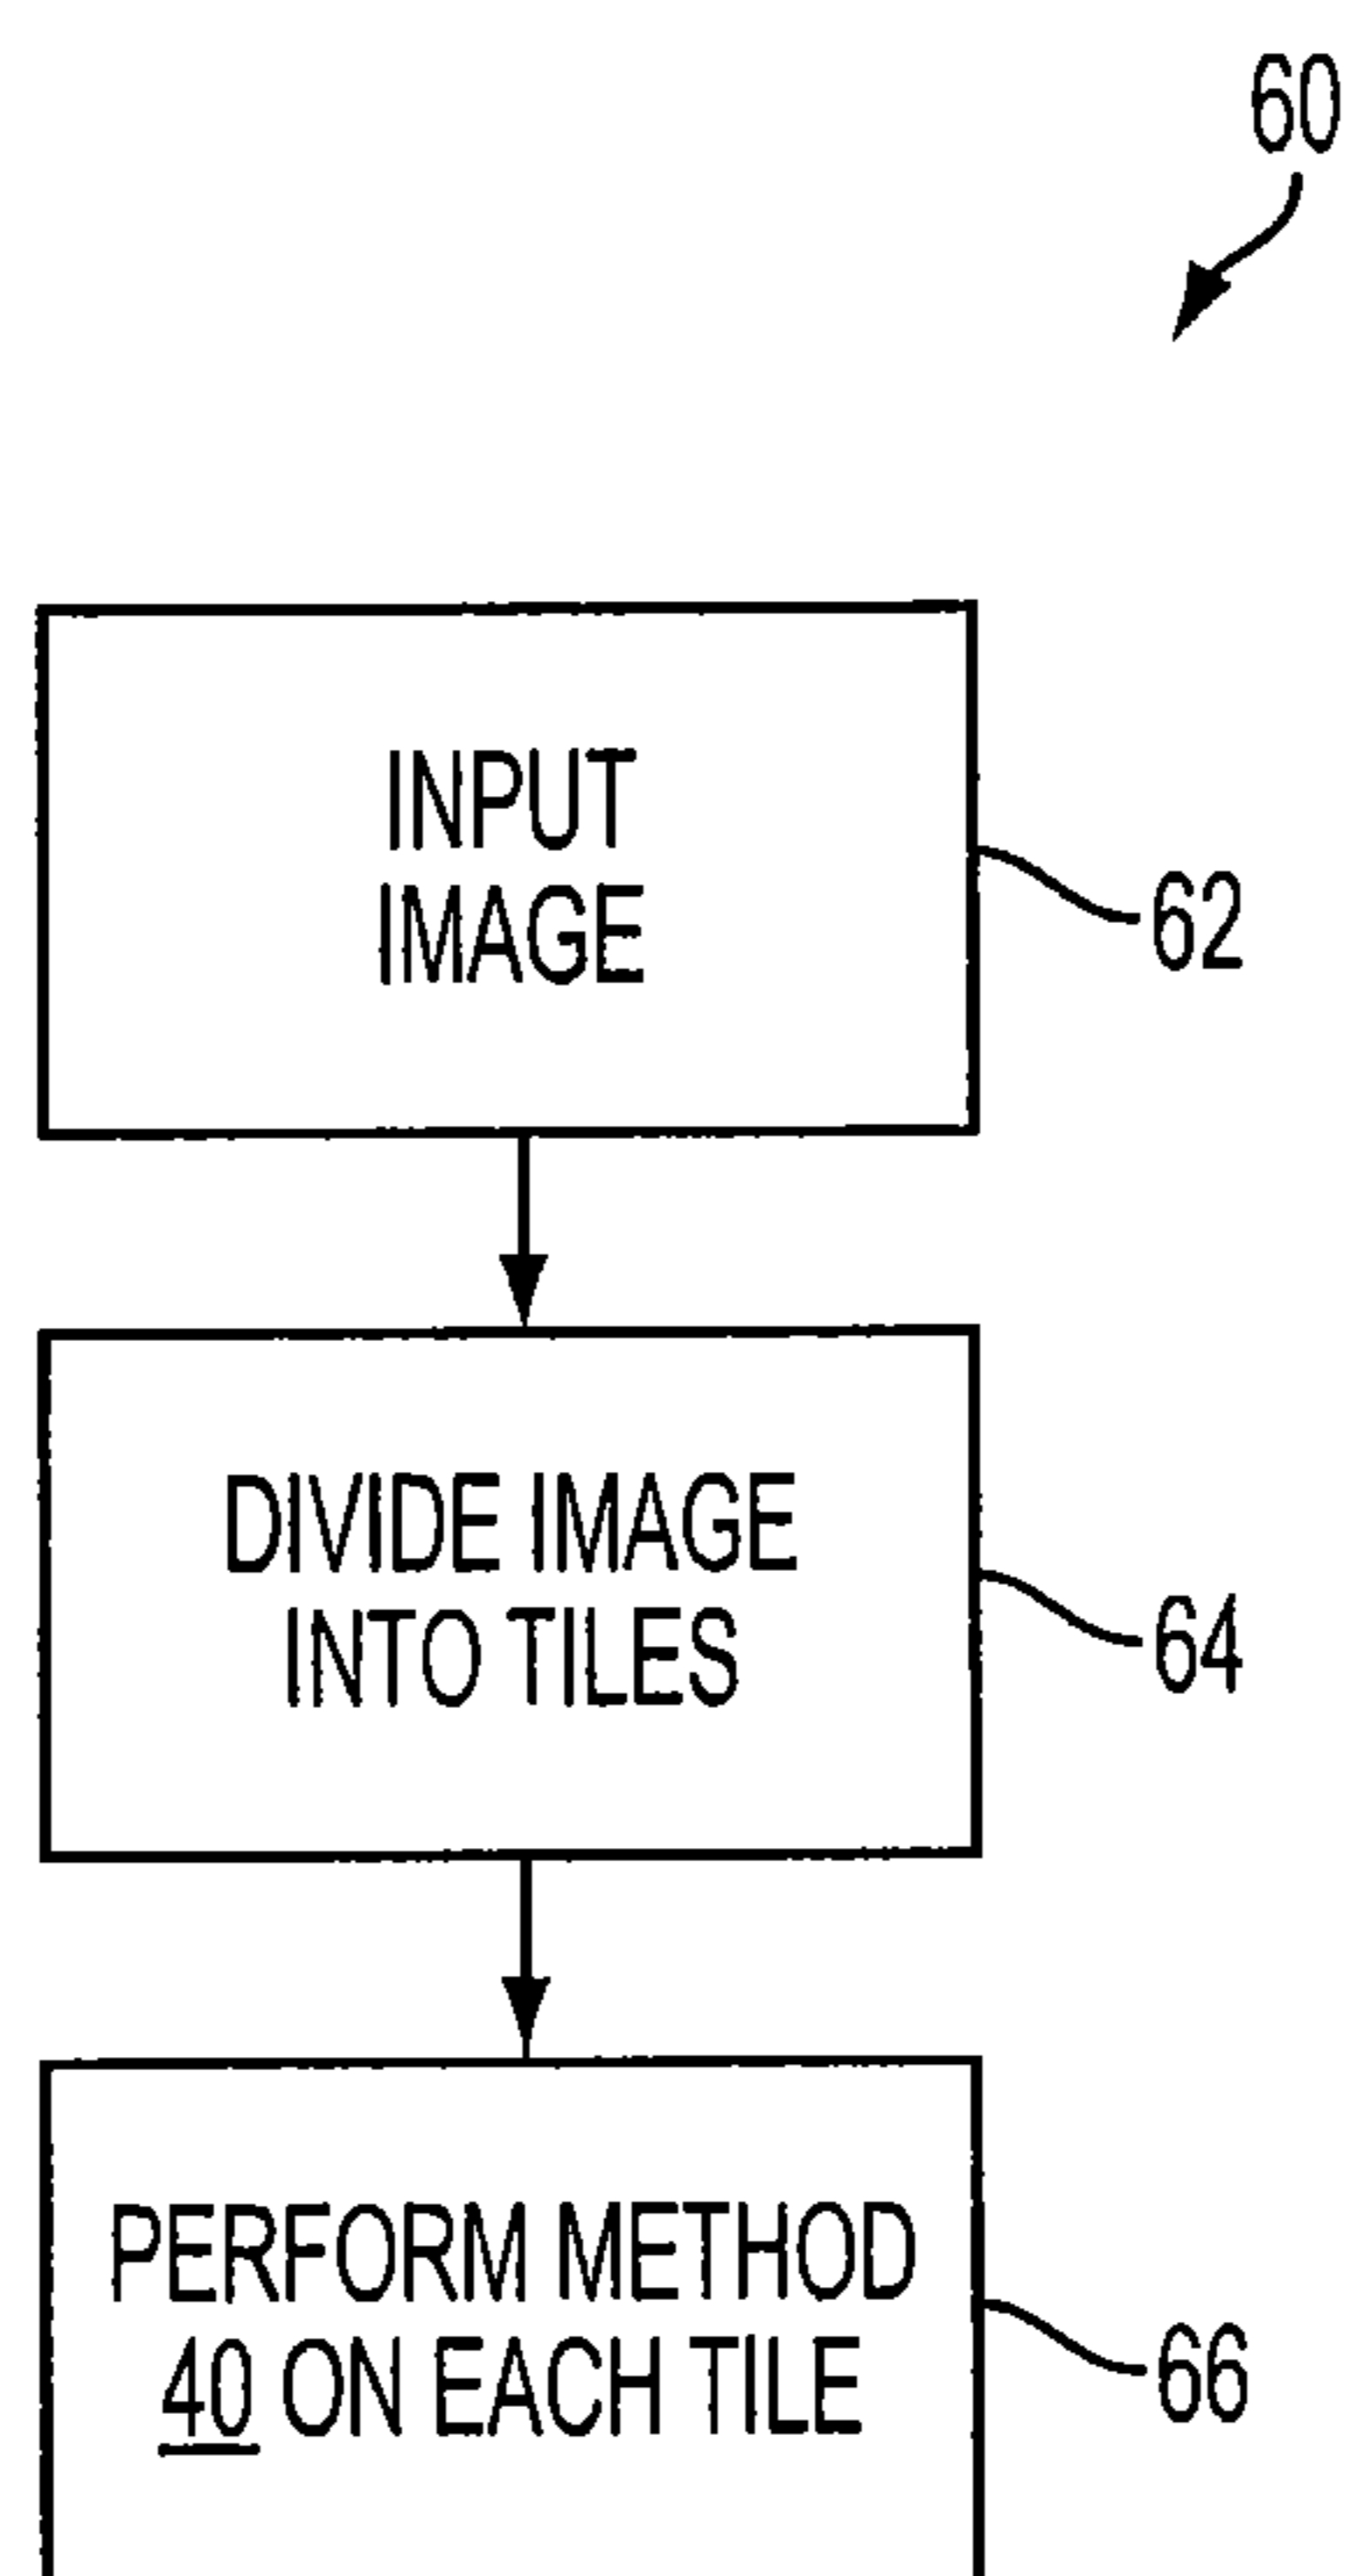 60
INPUT
IMAGE
62
DIVIDE IMAGE
INTO TILES
64
PERFORM METHOD
40 ON EACH TILE
66